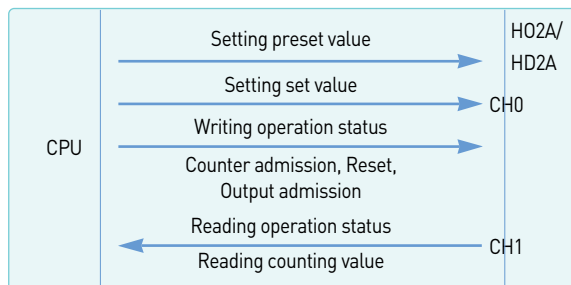 Setting preset value
HO2A/
HD2A
Setting set value
CH0
Writing operation status
CPU
Counter admission, Reset,
Output admission
Reading operation status
CH1
Reading counting value